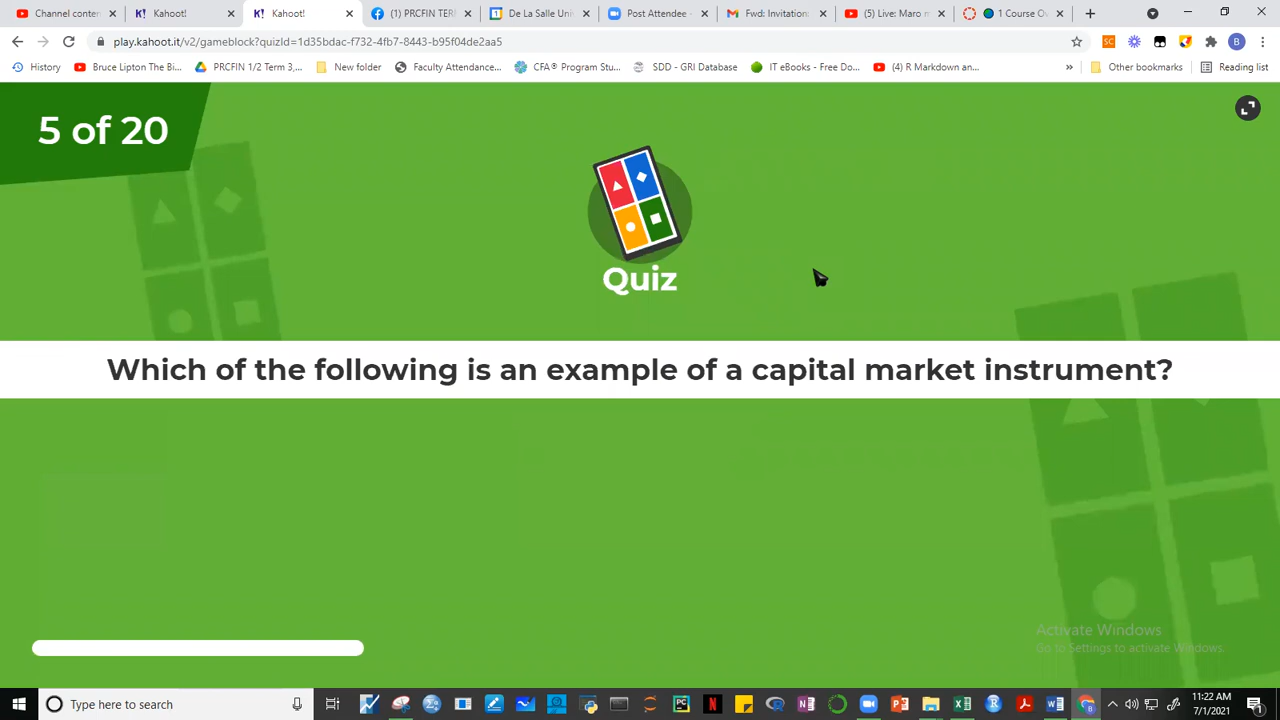 Channel conten
Kahoot!
Kahoot!
(1) PRCFIN TER
De La Salle Univ
Post Attendee -
Fwd: Invitation:
(5) Live: Maro m
1 Course Ov
play.kahoot.it/v2/gameblock?quizId=1d35bdac-f732-4fb7-8443-b95f04de2aa5
B
History
Bruce Lipton The Bi...
PRCFIN 1/2 Term 3,...
New folder
Faculty Attendance...
CFA® Program Stu...
SDD - GRI Database
IT eBooks - Free Do...
(4) R Markdown an...
»
Other bookmarks
Reading list
5 of 20
Quiz
Which of the following is an example of a capital market instrument?
Activate Windows
Go to Settings to activate Windows.
Type here to search
11:22 AM
7/1/2021